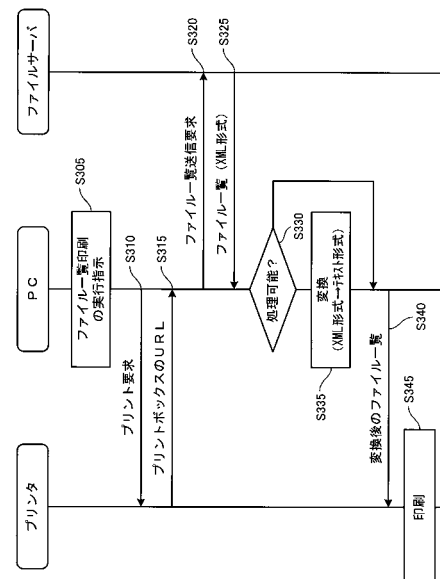 プリンタ
PC
ファイルサーバ
ファイル一覧印刷
の実行指示
S305
プリント要求
S310
プリントボックスのURL
S315
ファイル一覧送信要求
S320
ファイル一覧(XML形式)
S325
処理可能?
S330
変換
(XML形式→テキスト形式)
S335
変換後のファイル一覧
S340
印刷
S345